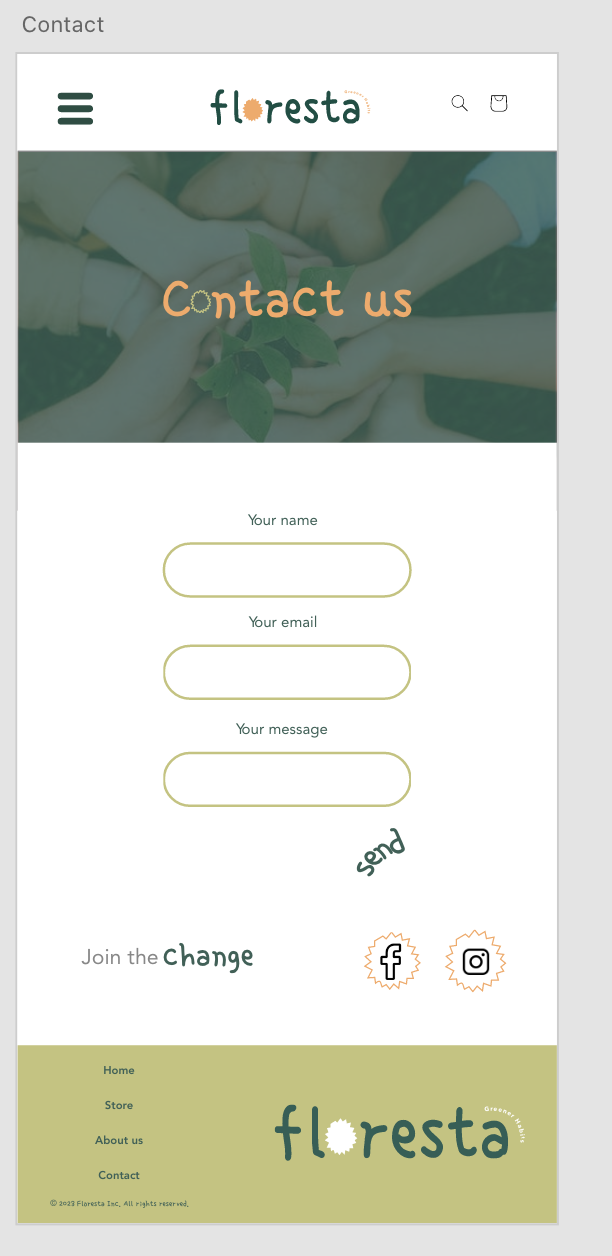 Contact
floresta
Greener Habits
Contact us
Your name
Your email
Your message
send
Join the Change
Home
Store
About us
Contact
© 2023 Floresta Inc. All rights reserved.
floresta
Greener Habits